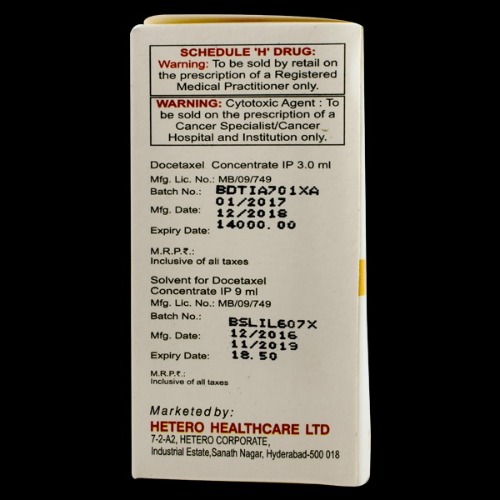 SCHEDULE 'H' DRUG:
Warning: To be sold by retail on
the prescription of a Registered
Medical Practitioner only.
WARNING: Cytotoxic Agent : To
be sold on the prescription of a
Cancer Specialist/Cancer
Hospital and Institution only.
Docetaxel Concentrate IP 3.0 ml
Mfg. Lic. No.: MB/09/749
Batch No.: BDTIA701XA
01/2017
Mfg. Date: 12/2018
Expiry Date: 14000.00
M.R.P.₹.:
Inclusive of all taxes
Solvent for Docetaxel
Concentrate IP 9 ml
Mfg. Lic. No.: MB/09/749
Batch No.: BSLIL607X
Mfg. Date: 12/2016
11/2019
Expiry Date: 18.50
M.R.P.₹.:
Inclusive of all taxes
Marketed by:
HETERO HEALTHCARE LTD
7-2-A2, HETERO CORPORATE,
Industrial Estate,Sanath Nagar, Hyderabad-500 018